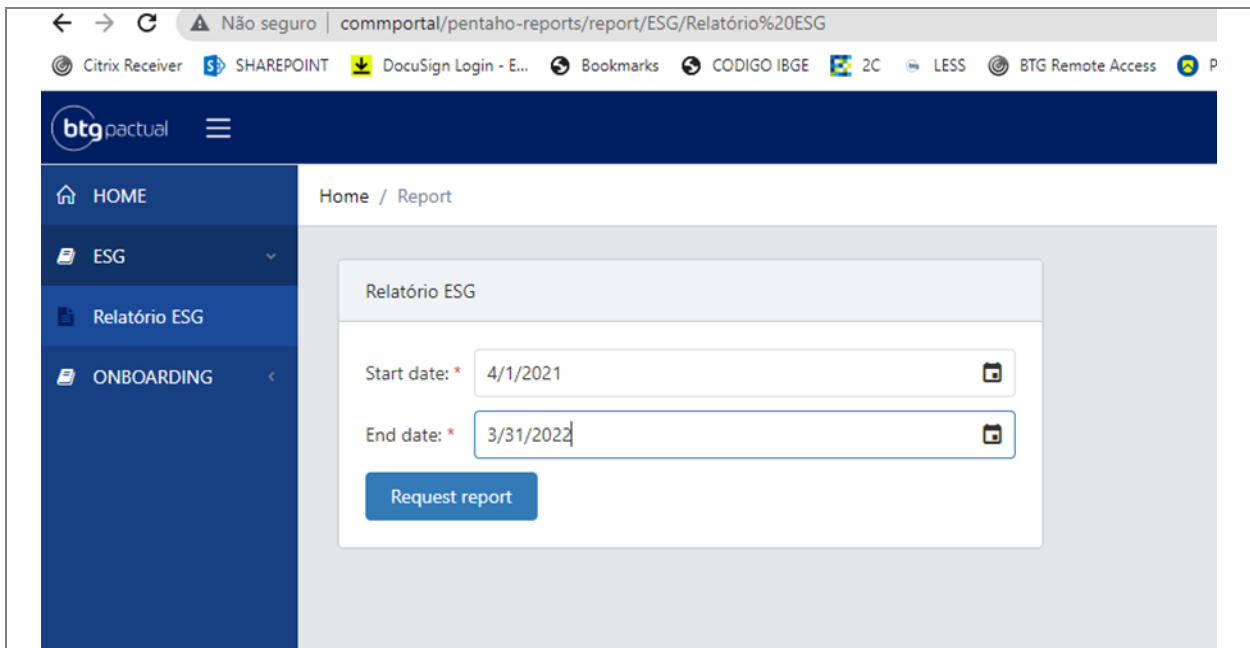 Não seguro | commportal/pentaho-reports/report/ESG/Relatório%20ESG
Citrix Receiver SHAREPOINT DocuSign Login - E... Bookmarks CODIGO IBGE 2C LESS BTG Remote Access P
btg pactual
HOME
Home / Report
ESG
Relatório ESG
Relatório ESG
ONBOARDING
Start date: * 4/1/2021
End date: * 3/31/2022
Request report